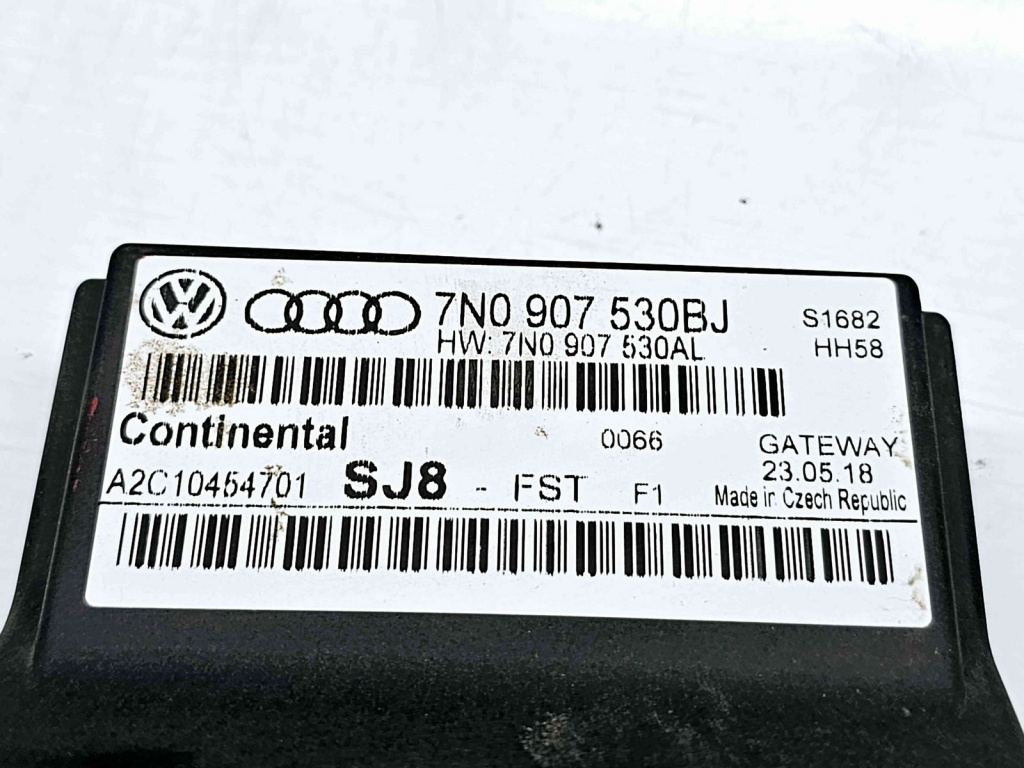 7N0 907 530BJ
S1682
HW: 7N0 907 530AL
HH58
Continental
0066
GATEWAY
23.05.18
A2C10454701 SJ8 - FST F1
Made in Czech Republic